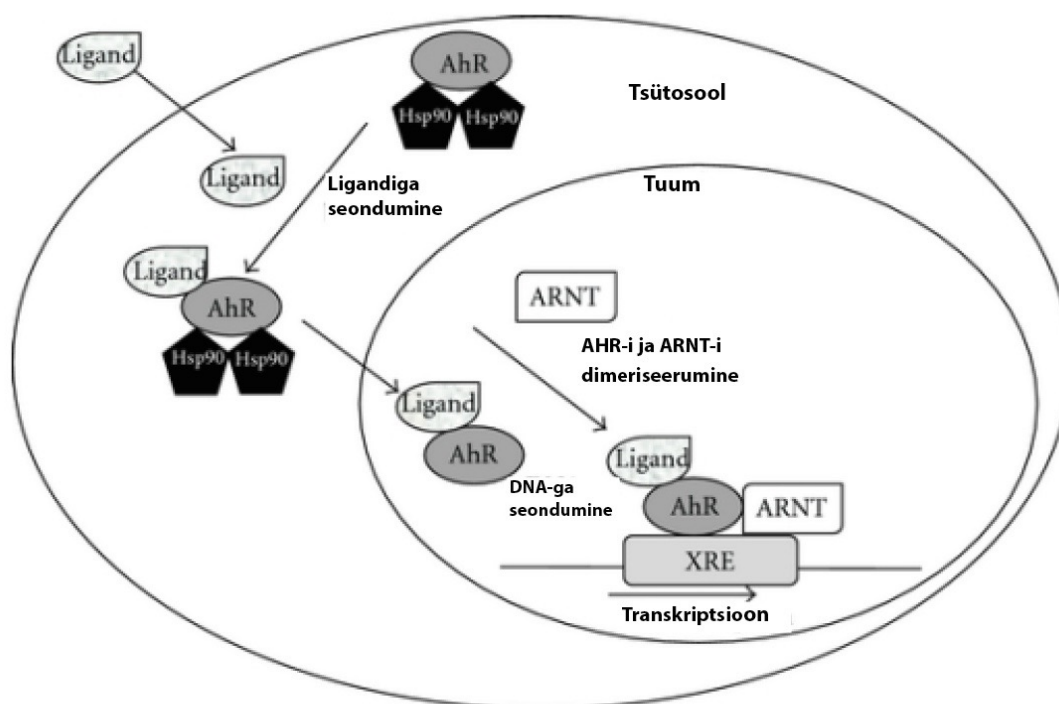 Ligand
AhR
Hsp90 Hsp90
Tsütosool
Ligand
Ligandiga
seondumine
Tuum
Ligand
AhR
Hsp90 Hsp90
ARNT
AHR-i ja ARNT-i
dimeriseerumine
Ligand
AhR
DNA-ga
seondumine
Ligand
AhR
ARNT
XRE
Transkriptsioon